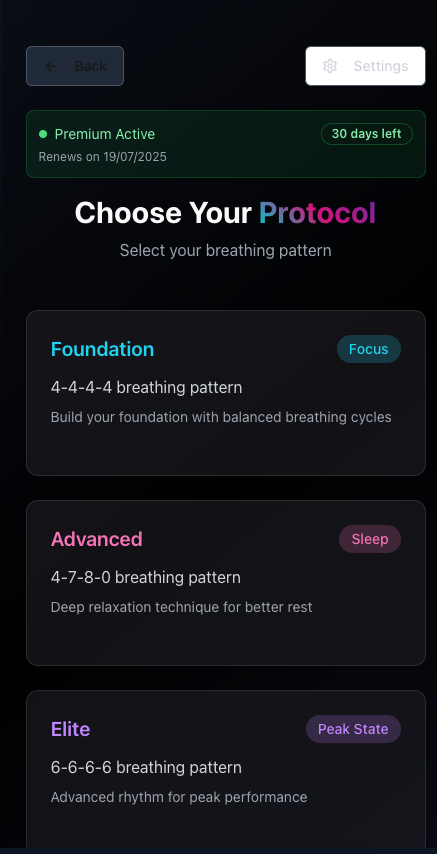 Back
Settings
Premium Active
30 days left
Renews on 19/07/2025
Choose Your Protocol
Select your breathing pattern
Foundation
Focus
4-4-4-4 breathing pattern
Build your foundation with balanced breathing cycles
Advanced
Sleep
4-7-8-0 breathing pattern
Deep relaxation technique for better rest
Elite
Peak State
6-6-6-6 breathing pattern
Advanced rhythm for peak performance